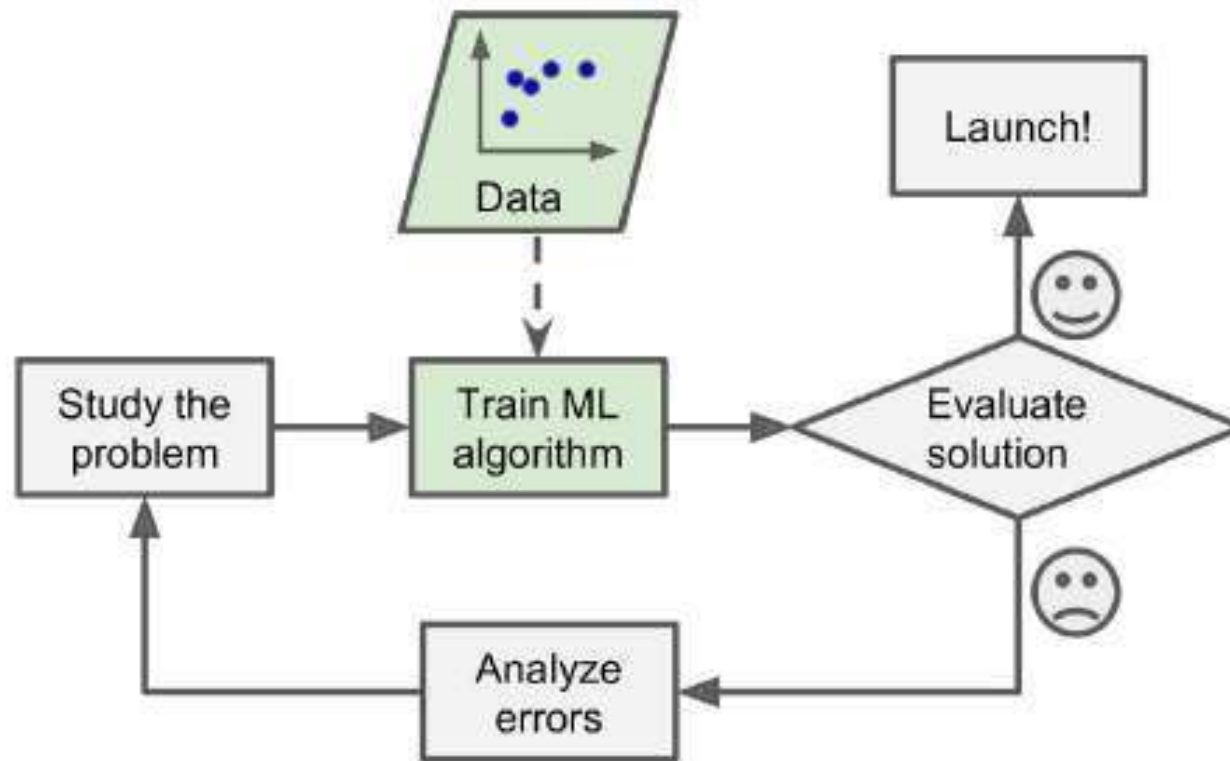 Data
Launch!
Study the
problem
Train ML
algorithm
Evaluate
solution
Analyze
errors